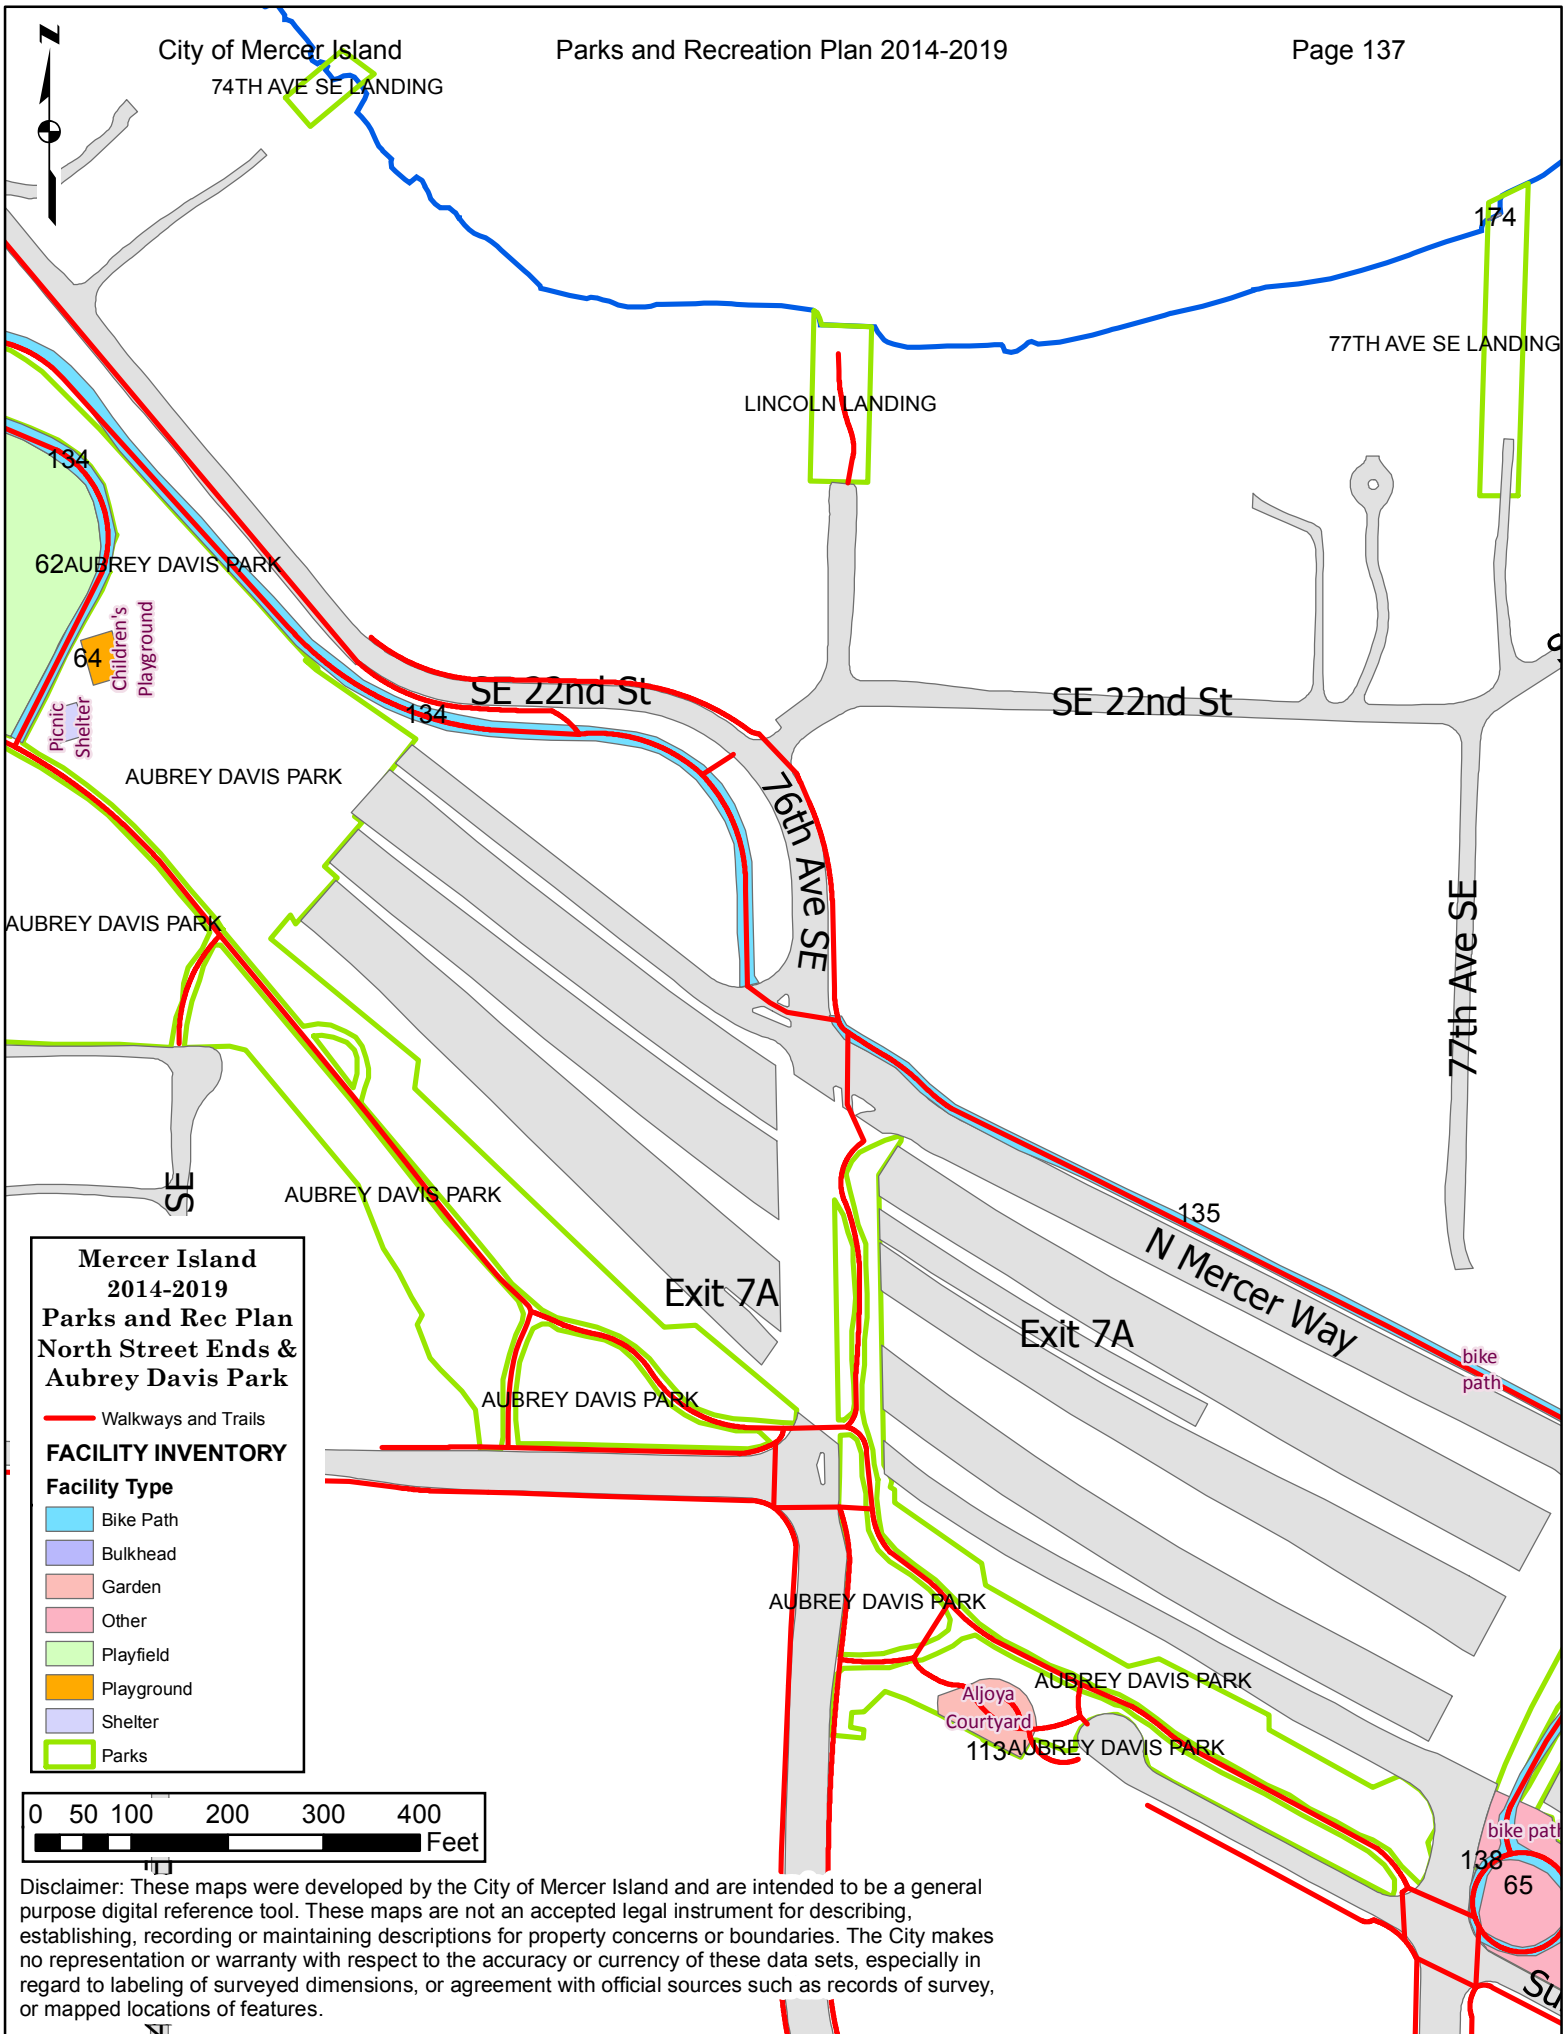 City of Mercer Island
Parks and Recreation Plan 2014-2019
Page 137
74TH AVE SE LANDING
174
77TH AVE SE LANDING
LINCOLN LANDING
134
62
AUBREY DAVIS PARK
Children's
Playground
64
Picnic
Shelter
SE 22nd St
SE 22nd St
134
AUBREY DAVIS PARK
76th Ave SE
77th Ave SE
AUBREY DAVIS PARK
SE
AUBREY DAVIS PARK
135
N Mercer Way
Exit 7A
Exit 7A
bike
path
AUBREY DAVIS PARK
Mercer Island
2014-2019
Parks and Rec Plan
North Street Ends &
Aubrey Davis Park
Walkways and Trails
FACILITY INVENTORY
Facility Type
Bike Path
Bulkhead
Garden
Other
Playfield
Playground
Shelter
Parks
AUBREY DAVIS PARK
AUBREY DAVIS PARK
Aljoya
Courtyard
113
AUBREY DAVIS PARK
bike path
138
65
Su
0 50 100 200 300 400
Feet
Disclaimer: These maps were developed by the City of Mercer Island and are intended to be a general
purpose digital reference tool. These maps are not an accepted legal instrument for describing,
establishing, recording or maintaining descriptions for property concerns or boundaries. The City makes
no representation or warranty with respect to the accuracy or currency of these data sets, especially in
regard to labeling of surveyed dimensions, or agreement with official sources such as records of survey,
or mapped locations of features.
Z